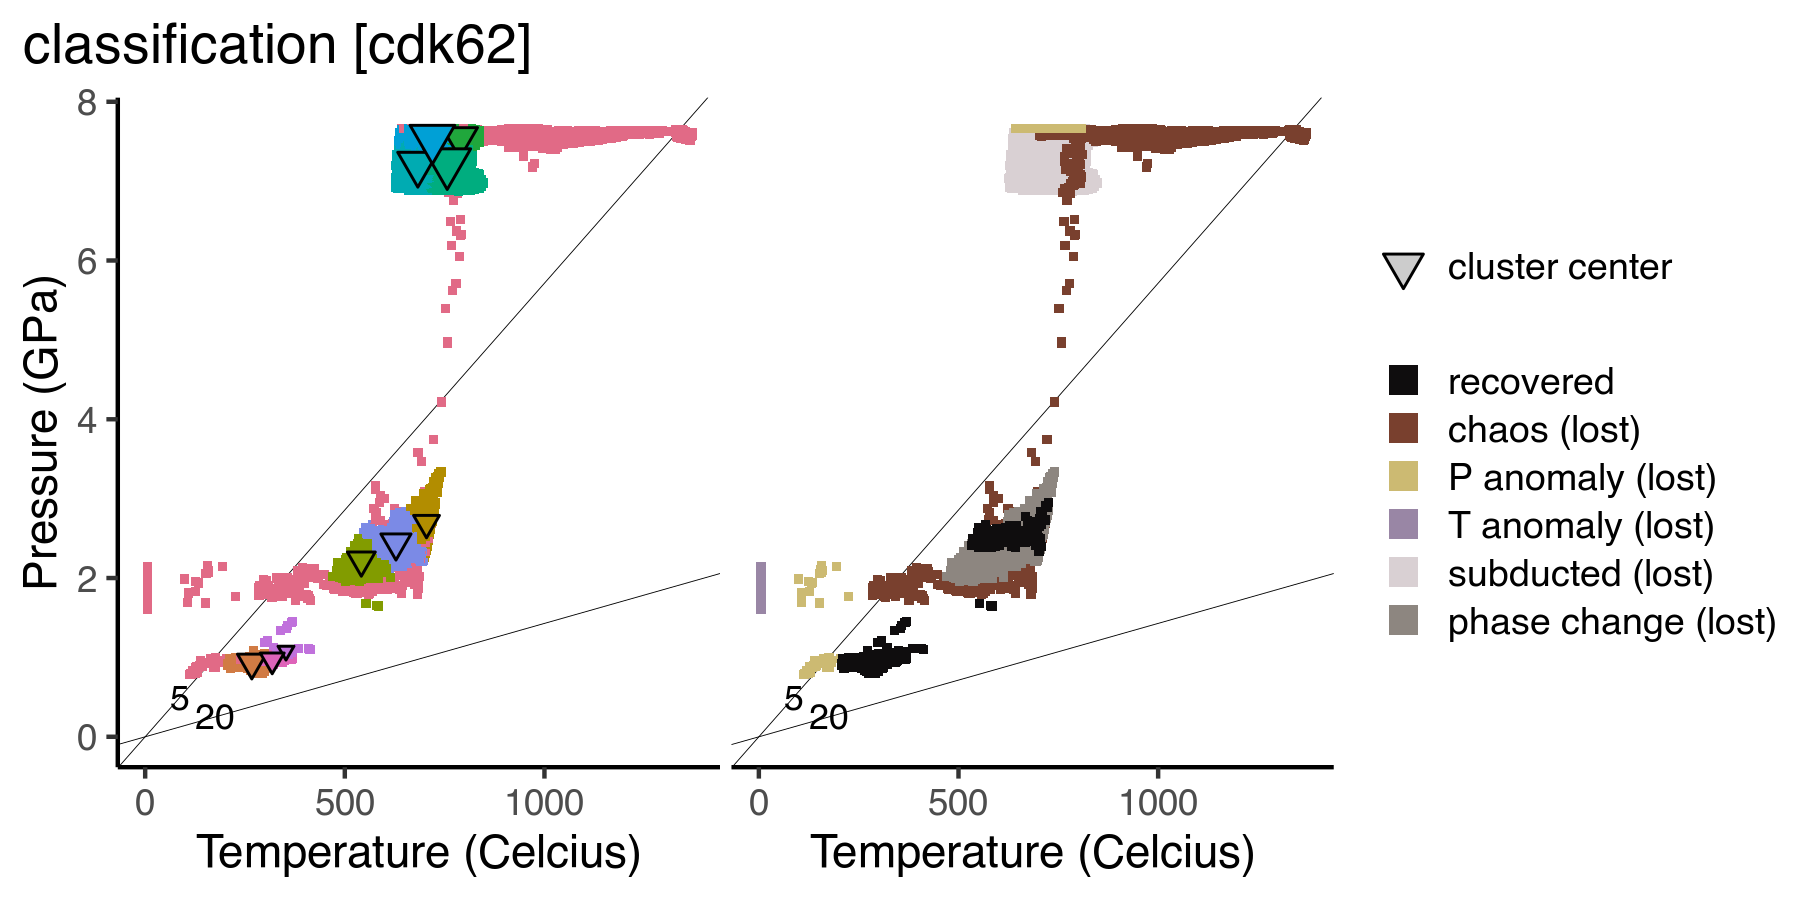 classification [cdk62]
Pressure (GPa)
8
6
4
2
0
5
20
0
500
1000
Temperature (Celcius)
5
20
0
500
1000
Temperature (Celcius)
cluster center
recovered
chaos (lost)
P anomaly (lost)
T anomaly (lost)
subducted (lost)
phase change (lost)